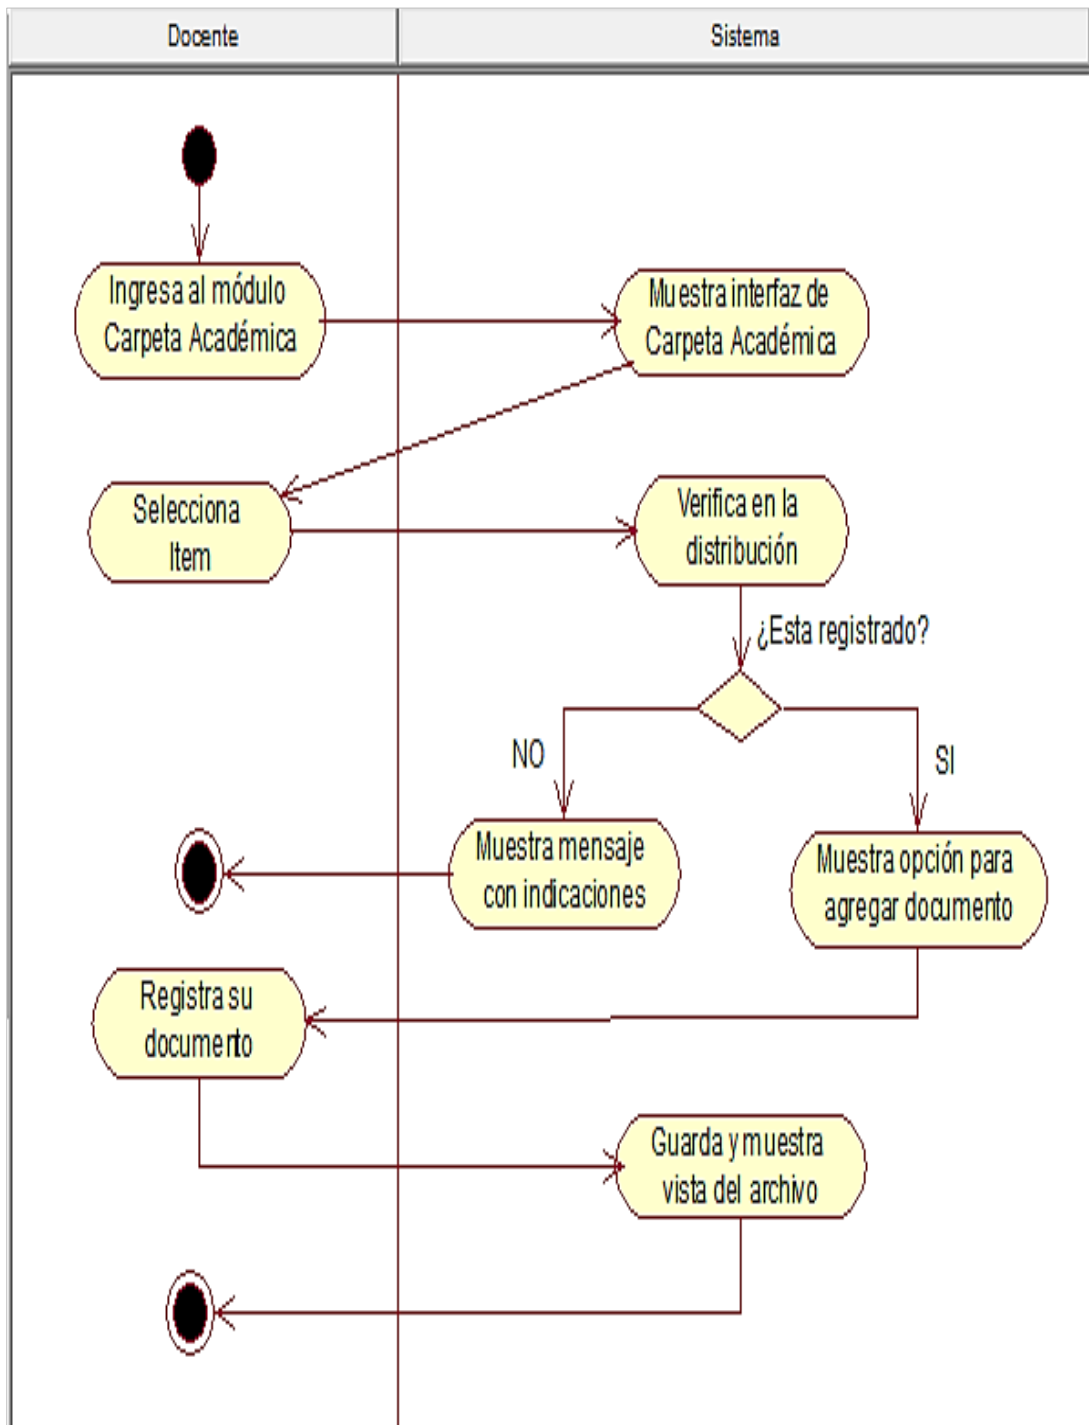 Docente
Sistema
Ingresa al módulo
Carpeta Académica
Muestra interfaz de
Carpeta Académica
Selecciona
Item
Verifica en la
distribución
¿Esta registrado?
NO
SI
Muestra mensaje
con indicaciones
Muestra opción para
agregar documento
Registra su
documento
Guarda y muestra
vista del archivo